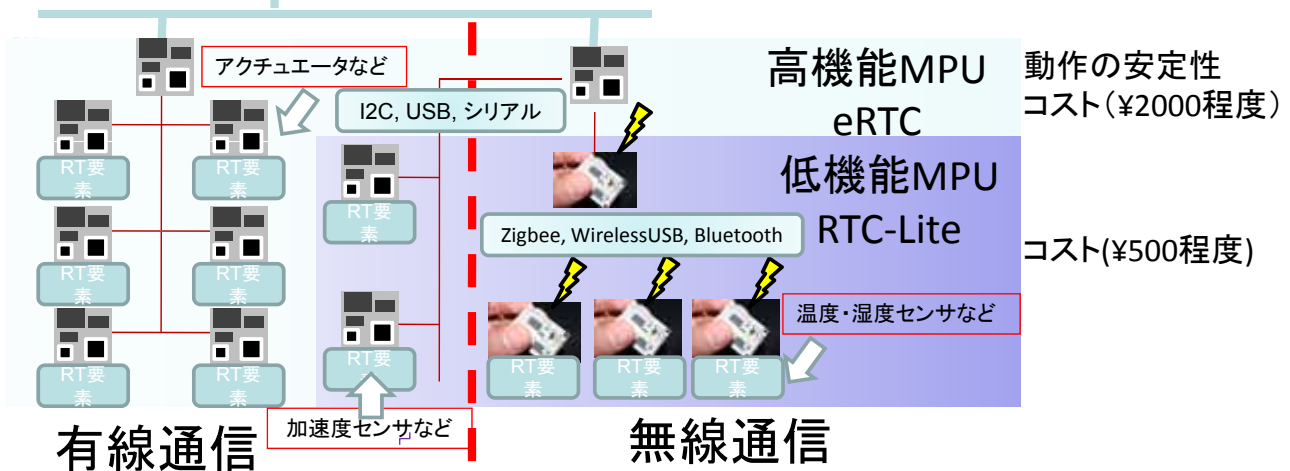 アクチュエータなど
高機能MPU
eRTC
動作の安定性
コスト（¥2000程度）
I2C, USB, シリアル
RT要
素
RT要
素
RT要
素
低機能MPU
RTC-Lite
コスト(¥500程度)
Zigbee, WirelessUSB, Bluetooth
RT要
素
RT要
素
温度・湿度センサなど
RT要
素
RT要
素
RT要
素
RT要
素
RT要
素
RT要
素
加速度センサなど
有線通信
無線通信